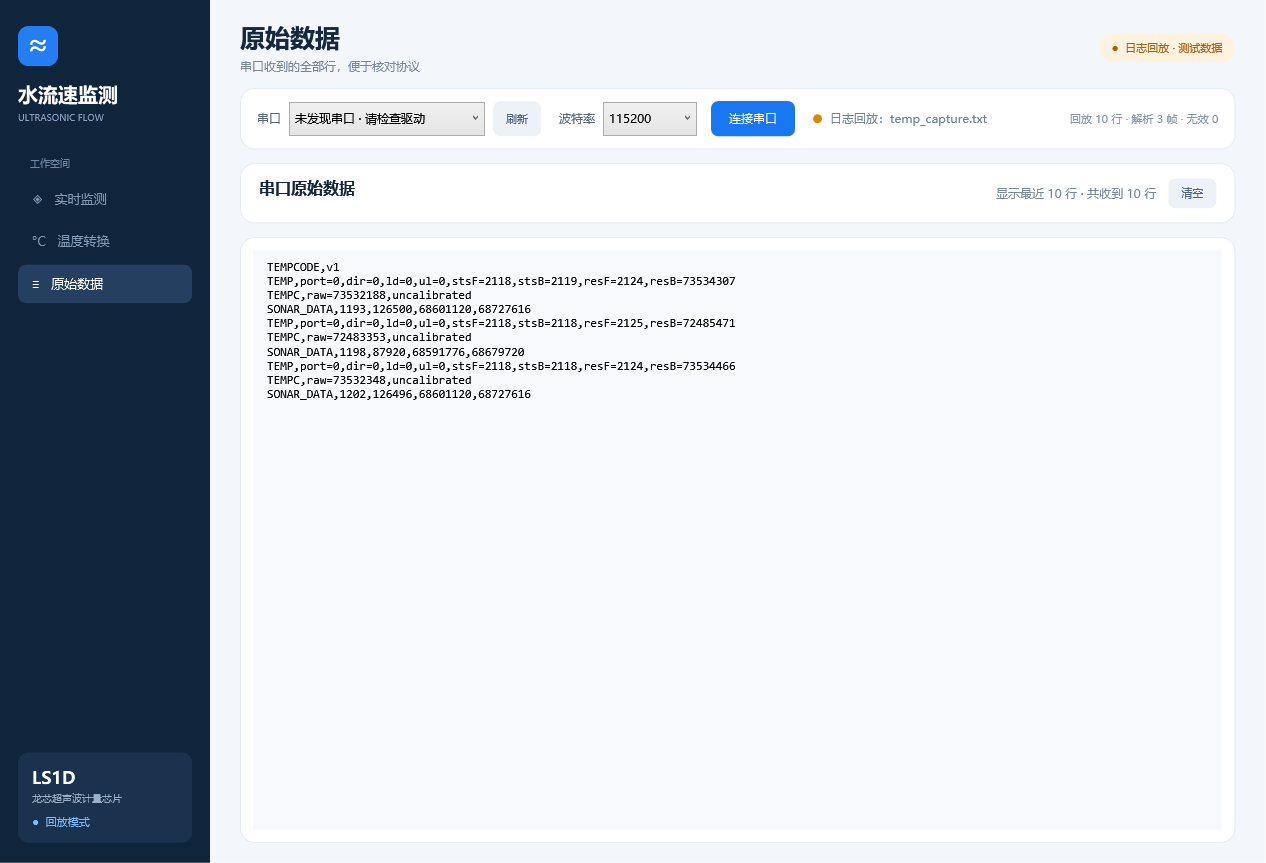 ≈
水流速监测
ULTRASONIC FLOW
工作空间
◈ 实时监测
°C 温度转换
≡ 原始数据
LS1D
龙芯超声波计量芯片
● 回放模式
原始数据
串口收到的全部行，便于核对协议
● 日志回放 · 测试数据
串口 未发现串口 · 请检查驱动 刷新 波特率 115200 连接串口 ● 日志回放：temp_capture.txt 回放 10 行 · 解析 3 帧 · 无效 0
串口原始数据 显示最近 10 行 · 共收到 10 行 清空
TEMPCODE,v1
TEMP,port=0,dir=0,ld=0,ul=0,stsF=2118,stsB=2119,resF=2124,resB=73534307
TEMPC,raw=73532188,uncalibrated
SONAR_DATA,1193,126500,68601120,68727616
TEMP,port=0,dir=0,ld=0,ul=0,stsF=2118,stsB=2118,resF=2125,resB=72485471
TEMPC,raw=72483353,uncalibrated
SONAR_DATA,1198,87920,68591776,68679720
TEMP,port=0,dir=0,ld=0,ul=0,stsF=2118,stsB=2118,resF=2124,resB=73534466
TEMPC,raw=73532348,uncalibrated
SONAR_DATA,1202,126496,68601120,68727616